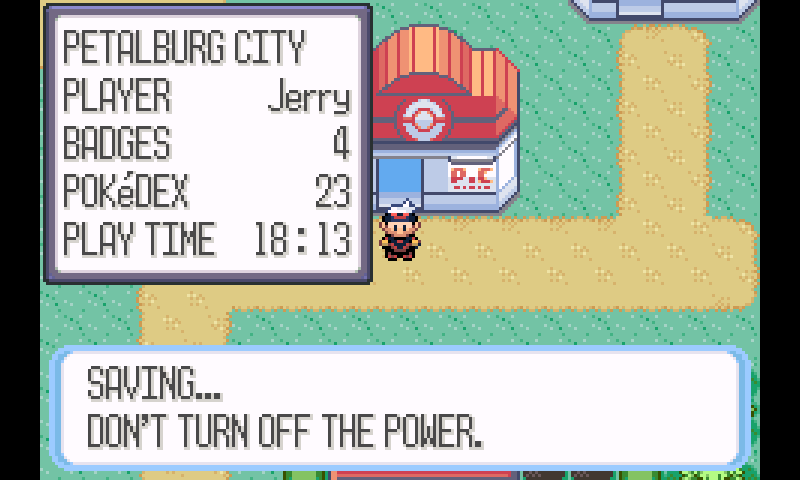 PETALBURG CITY
PLAYER Jerry
BADGES 4
POKéDEX 23
PLAY TIME 18:13
P.C
SAVING...
DON'T TURN OFF THE POWER.